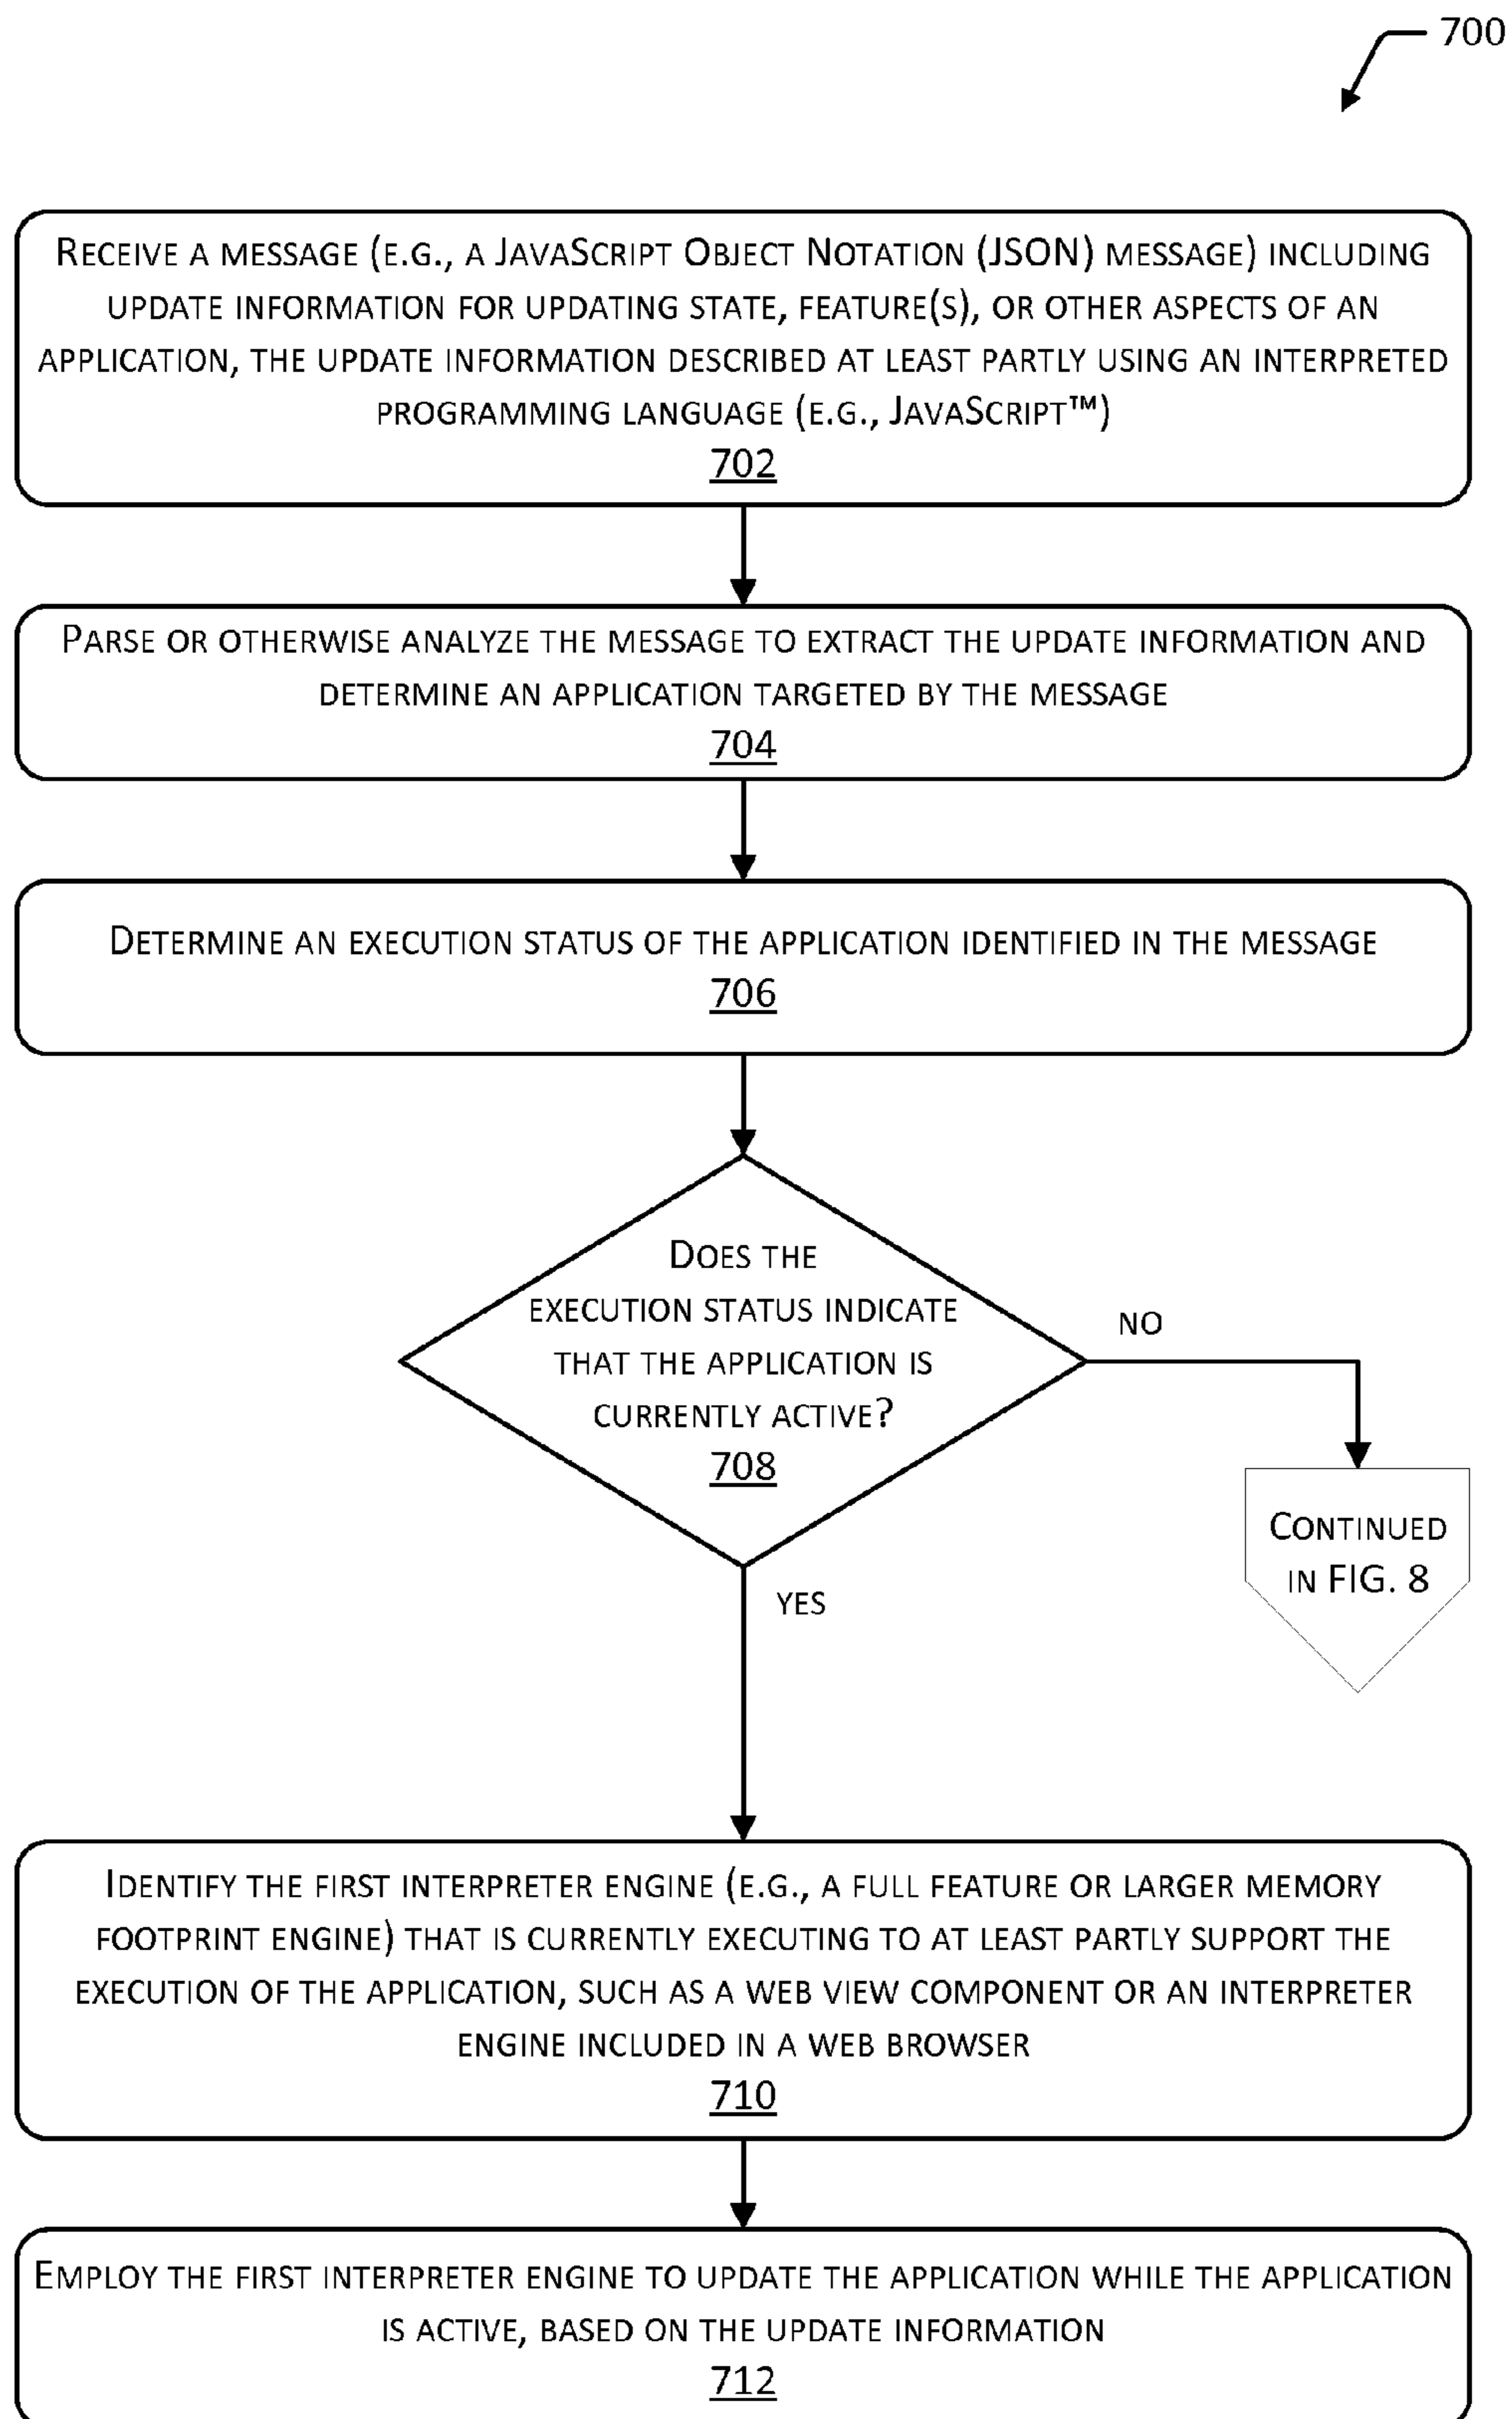 700
RECEIVE A MESSAGE (E.G., A JAVASCRIPT OBJECT NOTATION (JSON) MESSAGE) INCLUDING
UPDATE INFORMATION FOR UPDATING STATE, FEATURE(S), OR OTHER ASPECTS OF AN
APPLICATION, THE UPDATE INFORMATION DESCRIBED AT LEAST PARTLY USING AN INTERPRETED
PROGRAMMING LANGUAGE (E.G., JAVASCRIPT™)
702
PARSE OR OTHERWISE ANALYZE THE MESSAGE TO EXTRACT THE UPDATE INFORMATION AND
DETERMINE AN APPLICATION TARGETED BY THE MESSAGE
704
DETERMINE AN EXECUTION STATUS OF THE APPLICATION IDENTIFIED IN THE MESSAGE
706
DOES THE
EXECUTION STATUS INDICATE
THAT THE APPLICATION IS
CURRENTLY ACTIVE?
708
NO
CONTINUED
IN FIG. 8
YES
IDENTIFY THE FIRST INTERPRETER ENGINE (E.G., A FULL FEATURE OR LARGER MEMORY
FOOTPRINT ENGINE) THAT IS CURRENTLY EXECUTING TO AT LEAST PARTLY SUPPORT THE
EXECUTION OF THE APPLICATION, SUCH AS A WEB VIEW COMPONENT OR AN INTERPRETER
ENGINE INCLUDED IN A WEB BROWSER
710
EMPLOY THE FIRST INTERPRETER ENGINE TO UPDATE THE APPLICATION WHILE THE APPLICATION
IS ACTIVE, BASED ON THE UPDATE INFORMATION
712